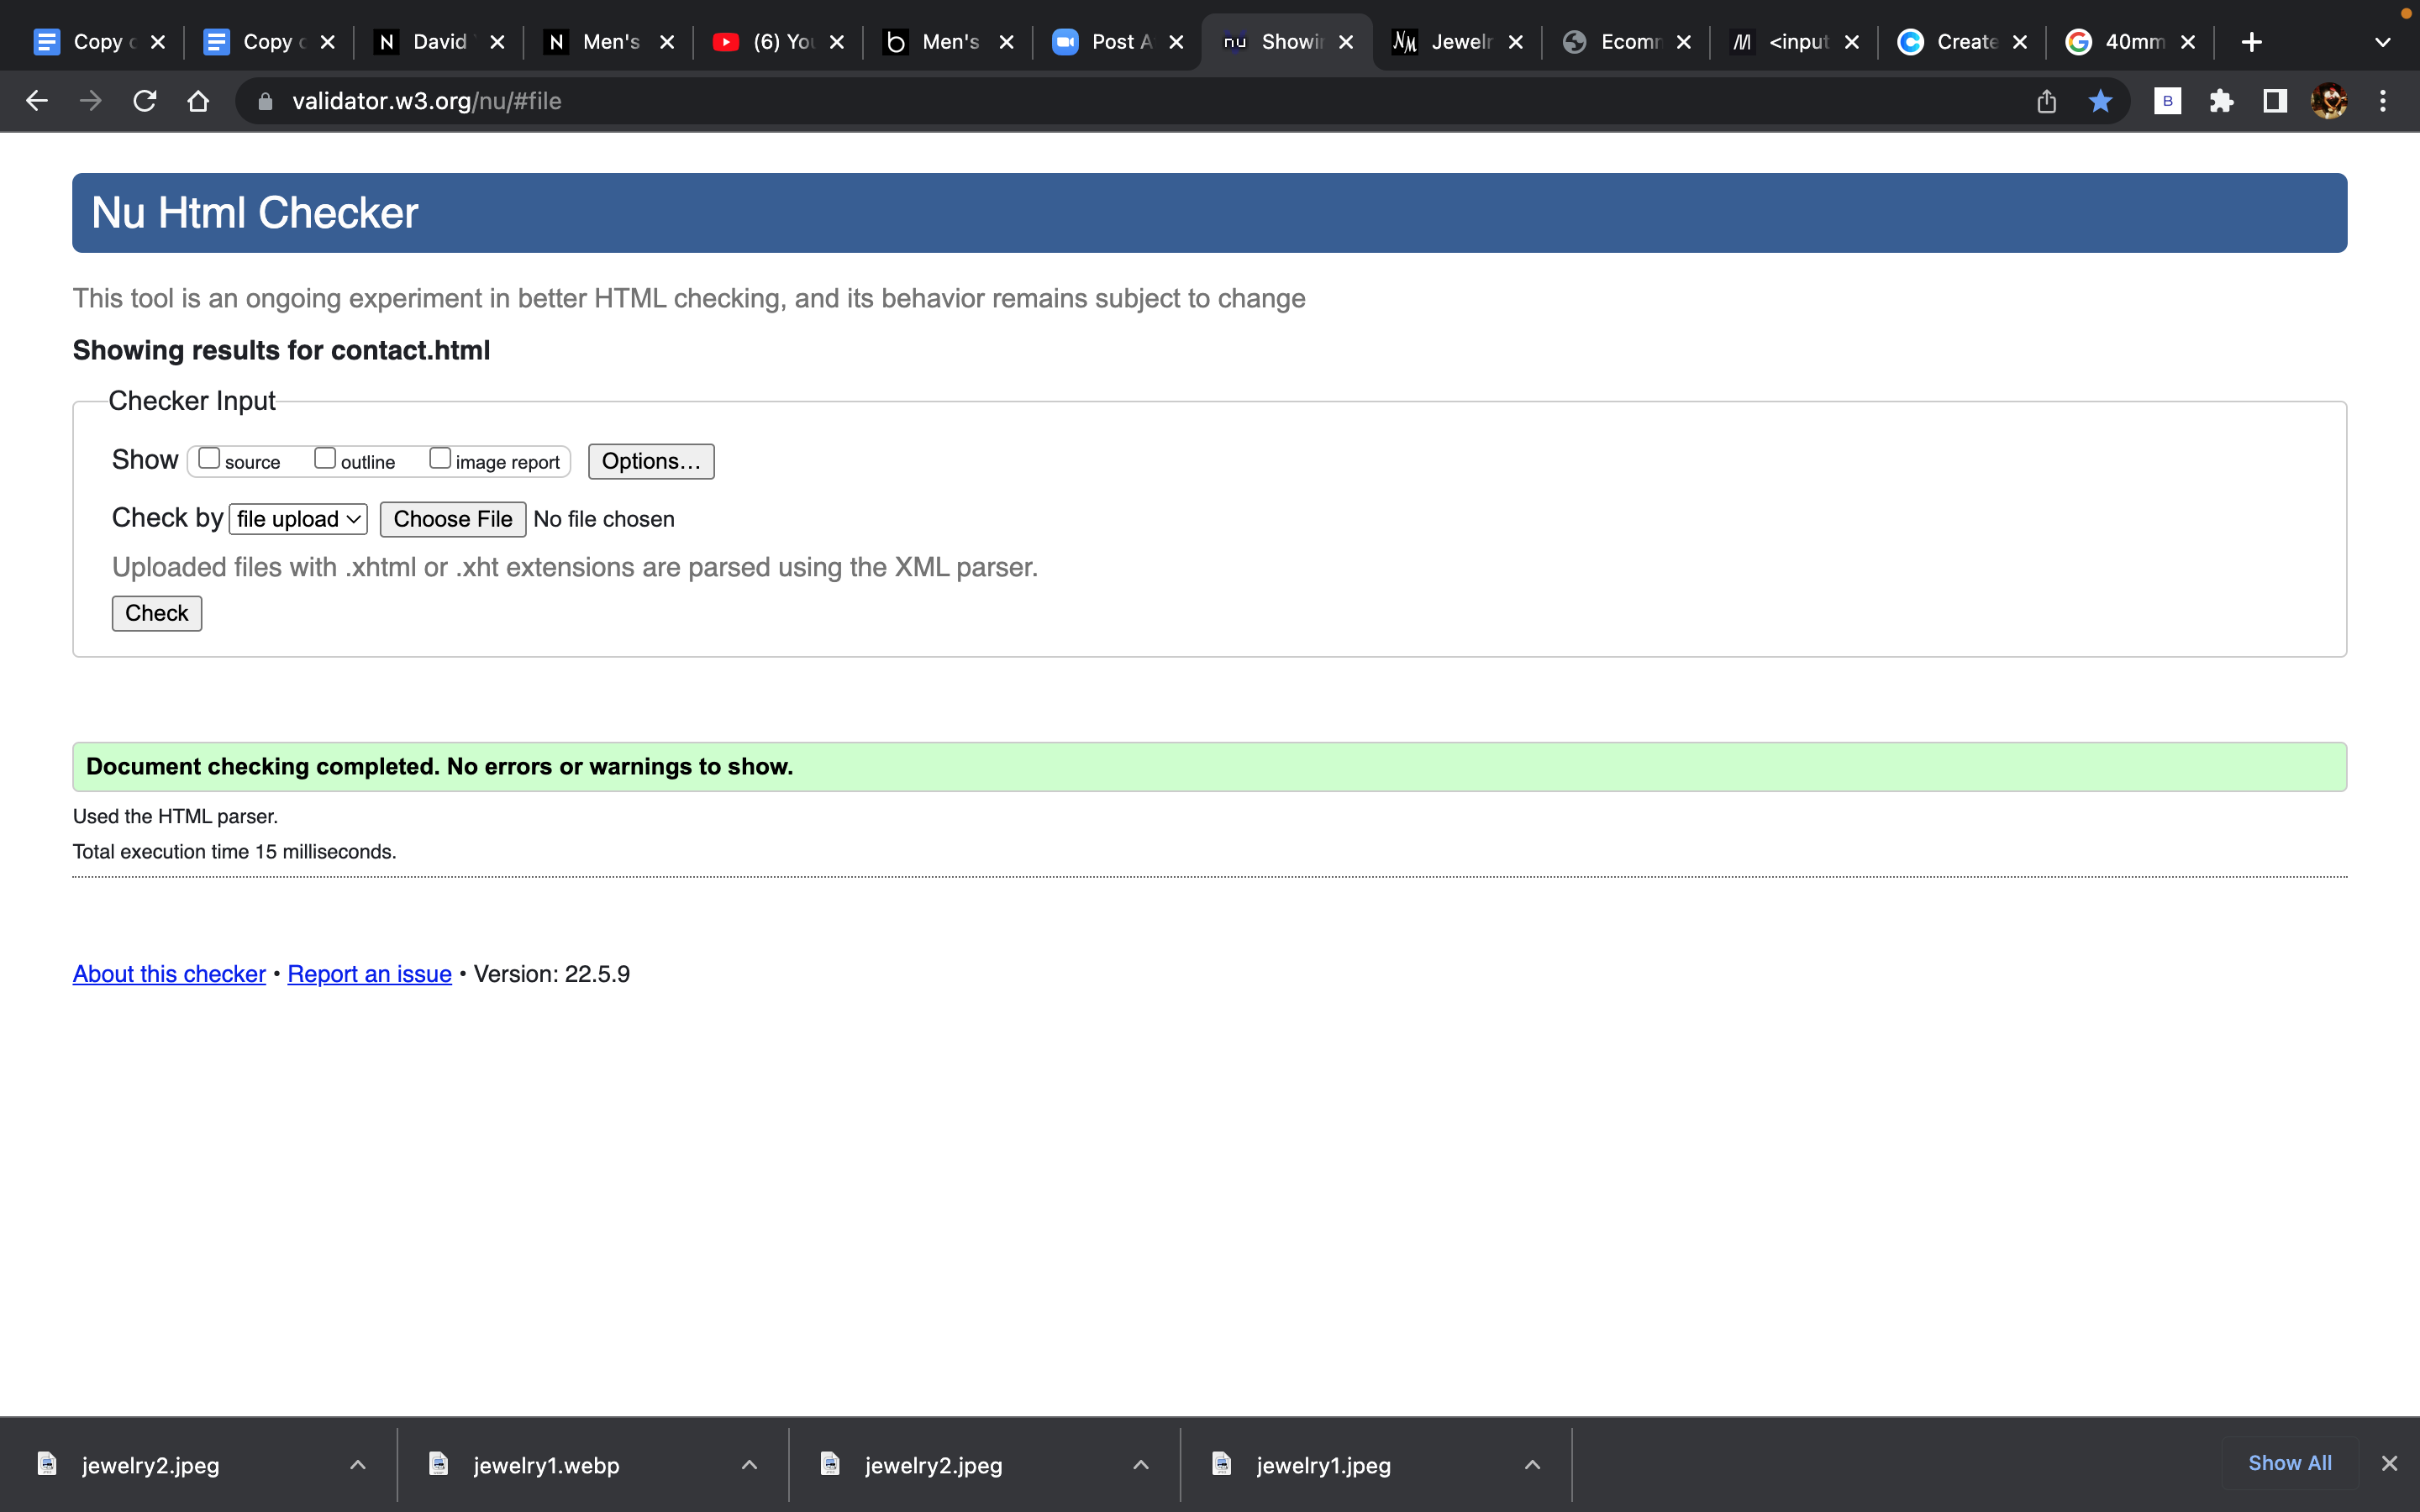 Copy
Copy
David
Men's
(6) You
Men's
Post A
nu Showin
NM Jewelr
Ecomm
<input
Create
40mm
validator.w3.org/nu/#file
B
Nu Html Checker
This tool is an ongoing experiment in better HTML checking, and its behavior remains subject to change
Showing results for contact.html
Checker Input
Show source outline image report Options...
Check by file upload Choose File No file chosen
Uploaded files with .xhtml or .xht extensions are parsed using the XML parser.
Check
Document checking completed. No errors or warnings to show.
Used the HTML parser.
Total execution time 15 milliseconds.
About this checker • Report an issue • Version: 22.5.9
jewelry2.jpeg
jewelry1.webp
jewelry2.jpeg
jewelry1.jpeg
Show All